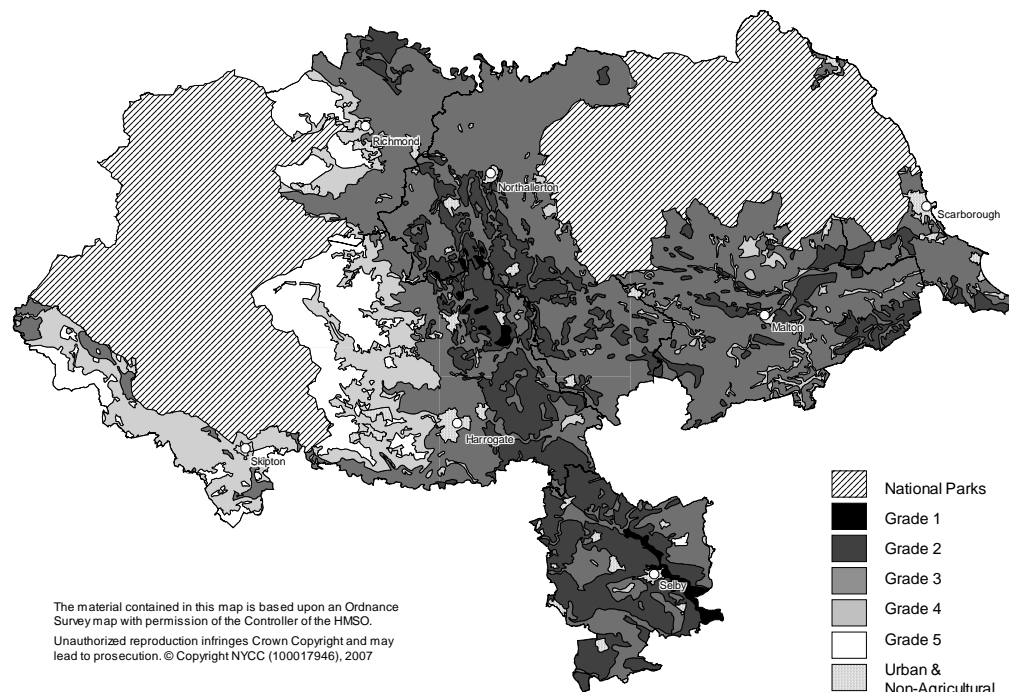 Richmond
Northallerton
Scarborough
Malton
Harrogate
Skipton
Selby
National Parks
Grade 1
Grade 2
Grade 3
Grade 4
Grade 5
Urban &
Non-Agricultural
The material contained in this map is based upon an Ordnance
Survey map with permission of the Controller of the HMSO.
Unauthorized reproduction infringes Crown Copyright and may
lead to prosecution. © Copyright NYCC (100017946), 2007